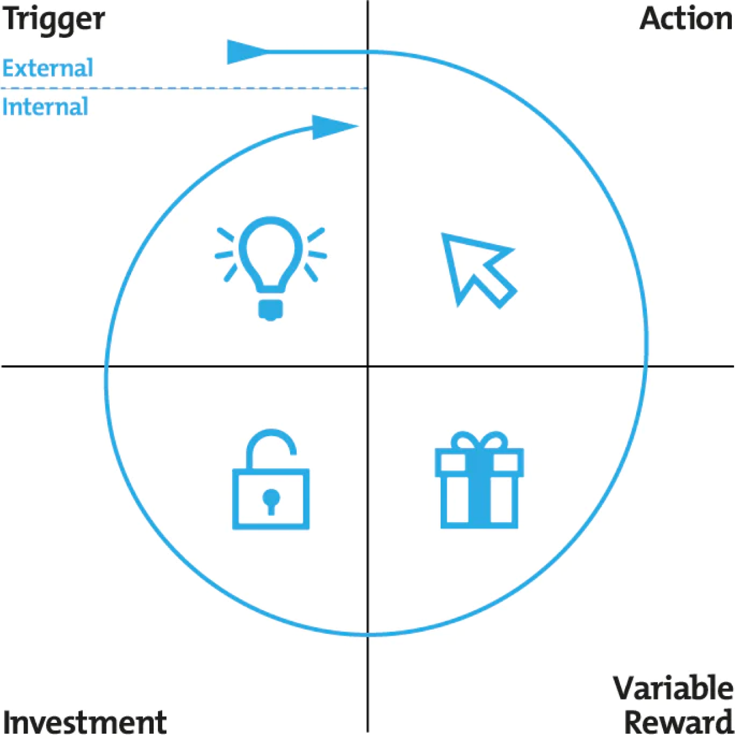 Trigger
Action
External
Internal
Investment
Variable
Reward